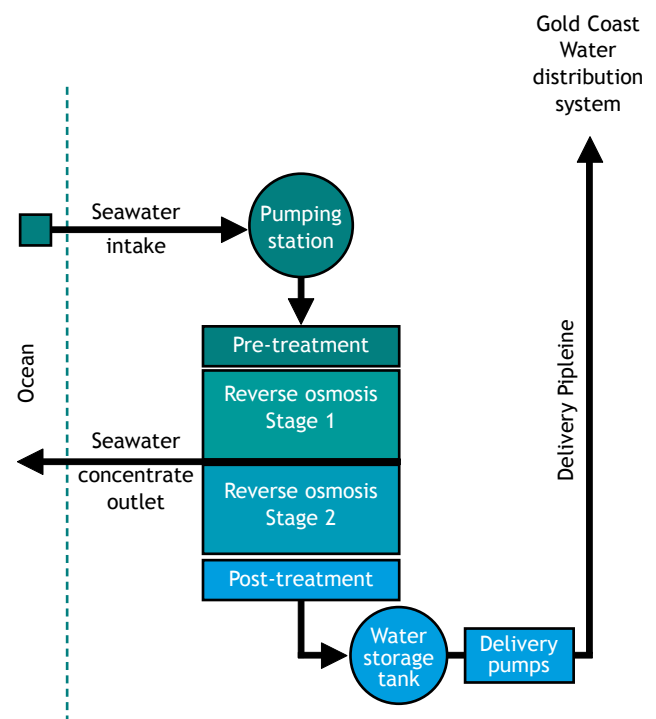 Gold Coast
Water
distribution
system
Seawater
intake
Pumping
station
Pre-treatment
Reverse osmosis
Stage 1
Ocean
Delivery Pipleine
Seawater
concentrate
outlet
Reverse osmosis
Stage 2
Post-treatment
Water
storage
tank
Delivery
pumps